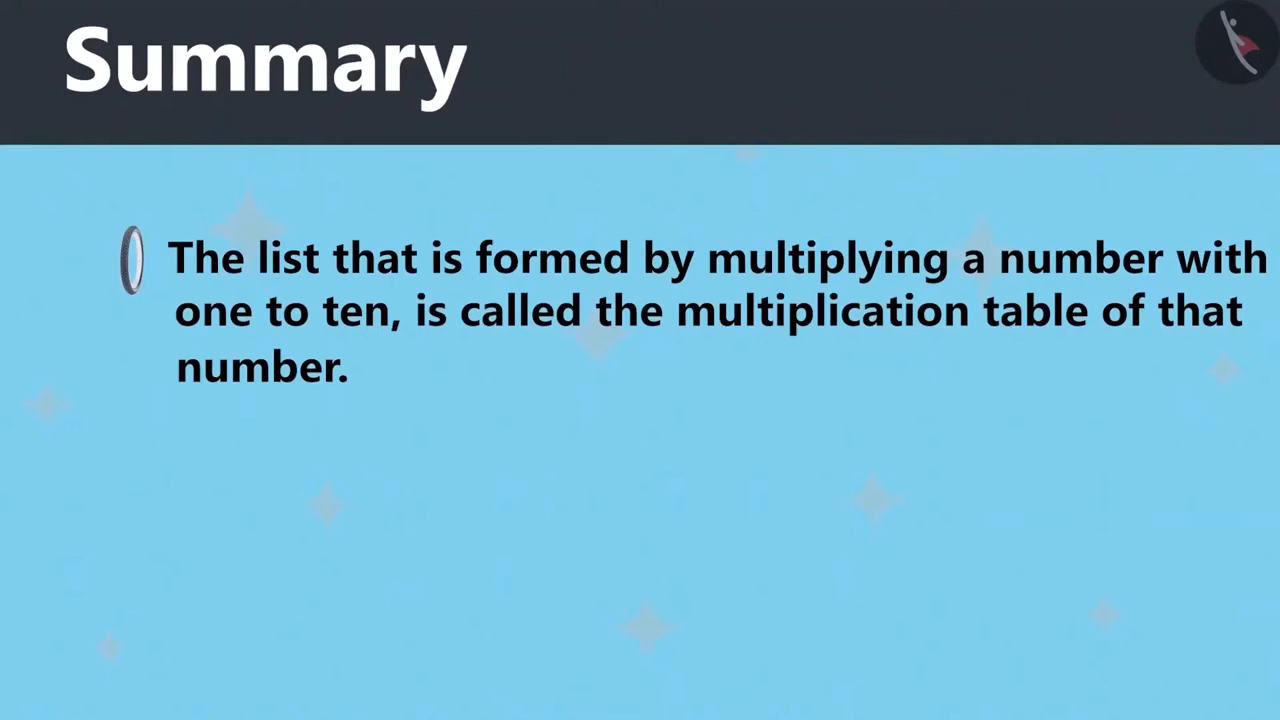 Summary
The list that is formed by multiplying a number with
one to ten, is called the multiplication table of that
number.